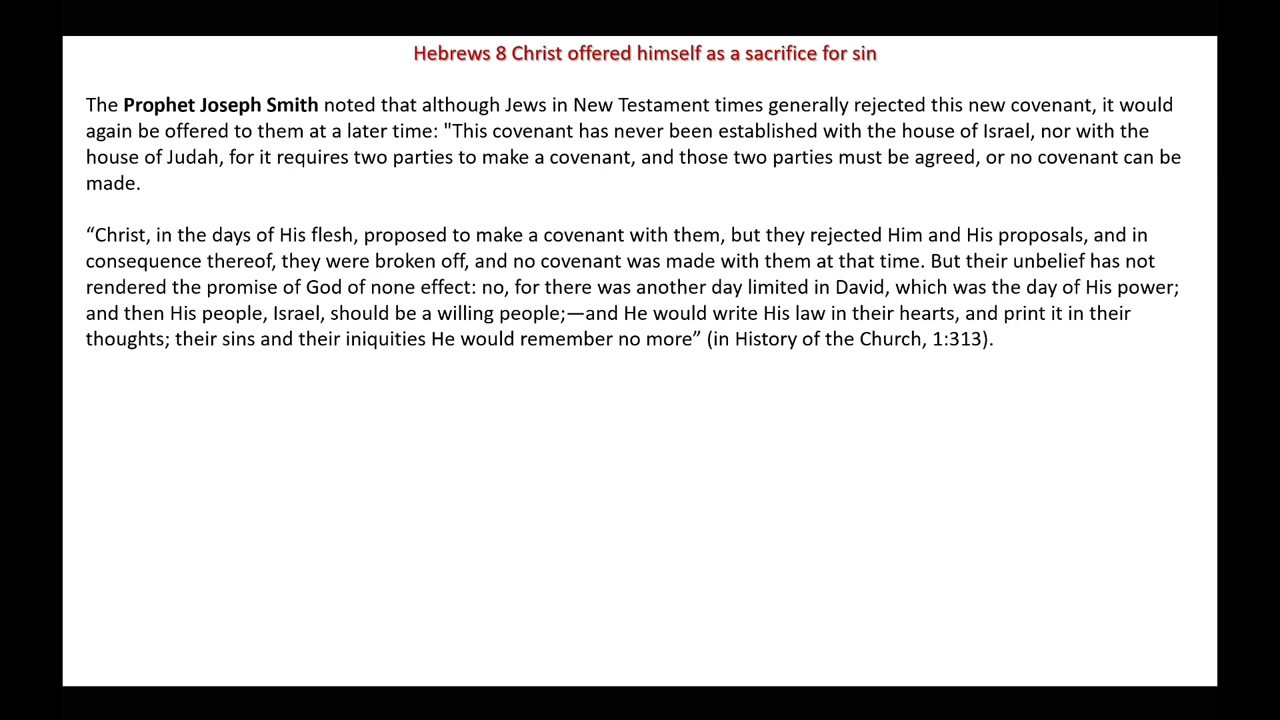 Hebrews 8 Christ offered himself as a sacrifice for sin
The Prophet Joseph Smith noted that although Jews in New Testament times generally rejected this new covenant, it would
again be offered to them at a later time: "This covenant has never been established with the house of Israel, nor with the
house of Judah, for it requires two parties to make a covenant, and those two parties must be agreed, or no covenant can be
made.
“Christ, in the days of His flesh, proposed to make a covenant with them, but they rejected Him and His proposals, and in
consequence thereof, they were broken off, and no covenant was made with them at that time. But their unbelief has not
rendered the promise of God of none effect: no, for there was another day limited in David, which was the day of His power;
and then His people, Israel, should be a willing people;—and He would write His law in their hearts, and print it in their
thoughts; their sins and their iniquities He would remember no more” (in History of the Church, 1:313).